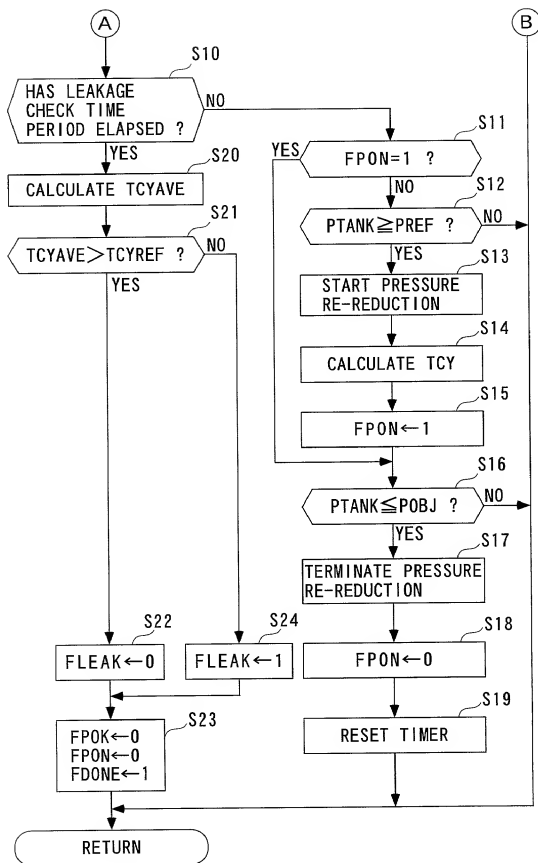 A
B
S10
HAS LEAKAGE
CHECK TIME
PERIOD ELAPSED ?
NO
YES
S11
YES
FPON=1 ?
NO
S20
CALCULATE TCYAVE
S12
PTANK≧PREF ?
NO
YES
S21
TCYAVE>TCYREF ?
NO
YES
S13
START PRESSURE
RE-REDUCTION
S14
CALCULATE TCY
S15
FPON←1
S16
PTANK≦POBJ ?
NO
YES
S17
TERMINATE PRESSURE
RE-REDUCTION
S22
FLEAK←0
S24
FLEAK←1
S18
FPON←0
S23
FPOK←0
FPON←0
FDONE←1
S19
RESET TIMER
RETURN